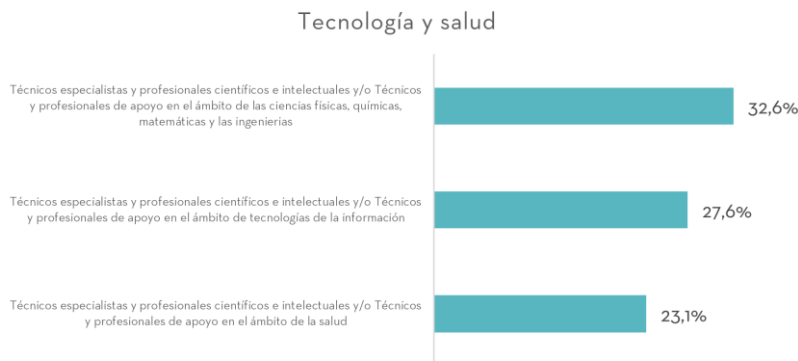 Tecnología y salud
Técnicos especialistas y profesionales científicos e intelectuales y/o Técnicos
y profesionales de apoyo en el ámbito de las ciencias físicas, químicas,
matemáticas y las ingenierias
32,6%
Técnicos especialistas y profesionales científicos e intelectuales y/o Técnicos
y profesionales de apoyo en el ámbito de tecnologías de la información
27,6%
Técnicos especialistas y profesionales científicos e intelectuales y/o Técnicos
y profesionales de apoyo en el ámbito de la salud
23,1%